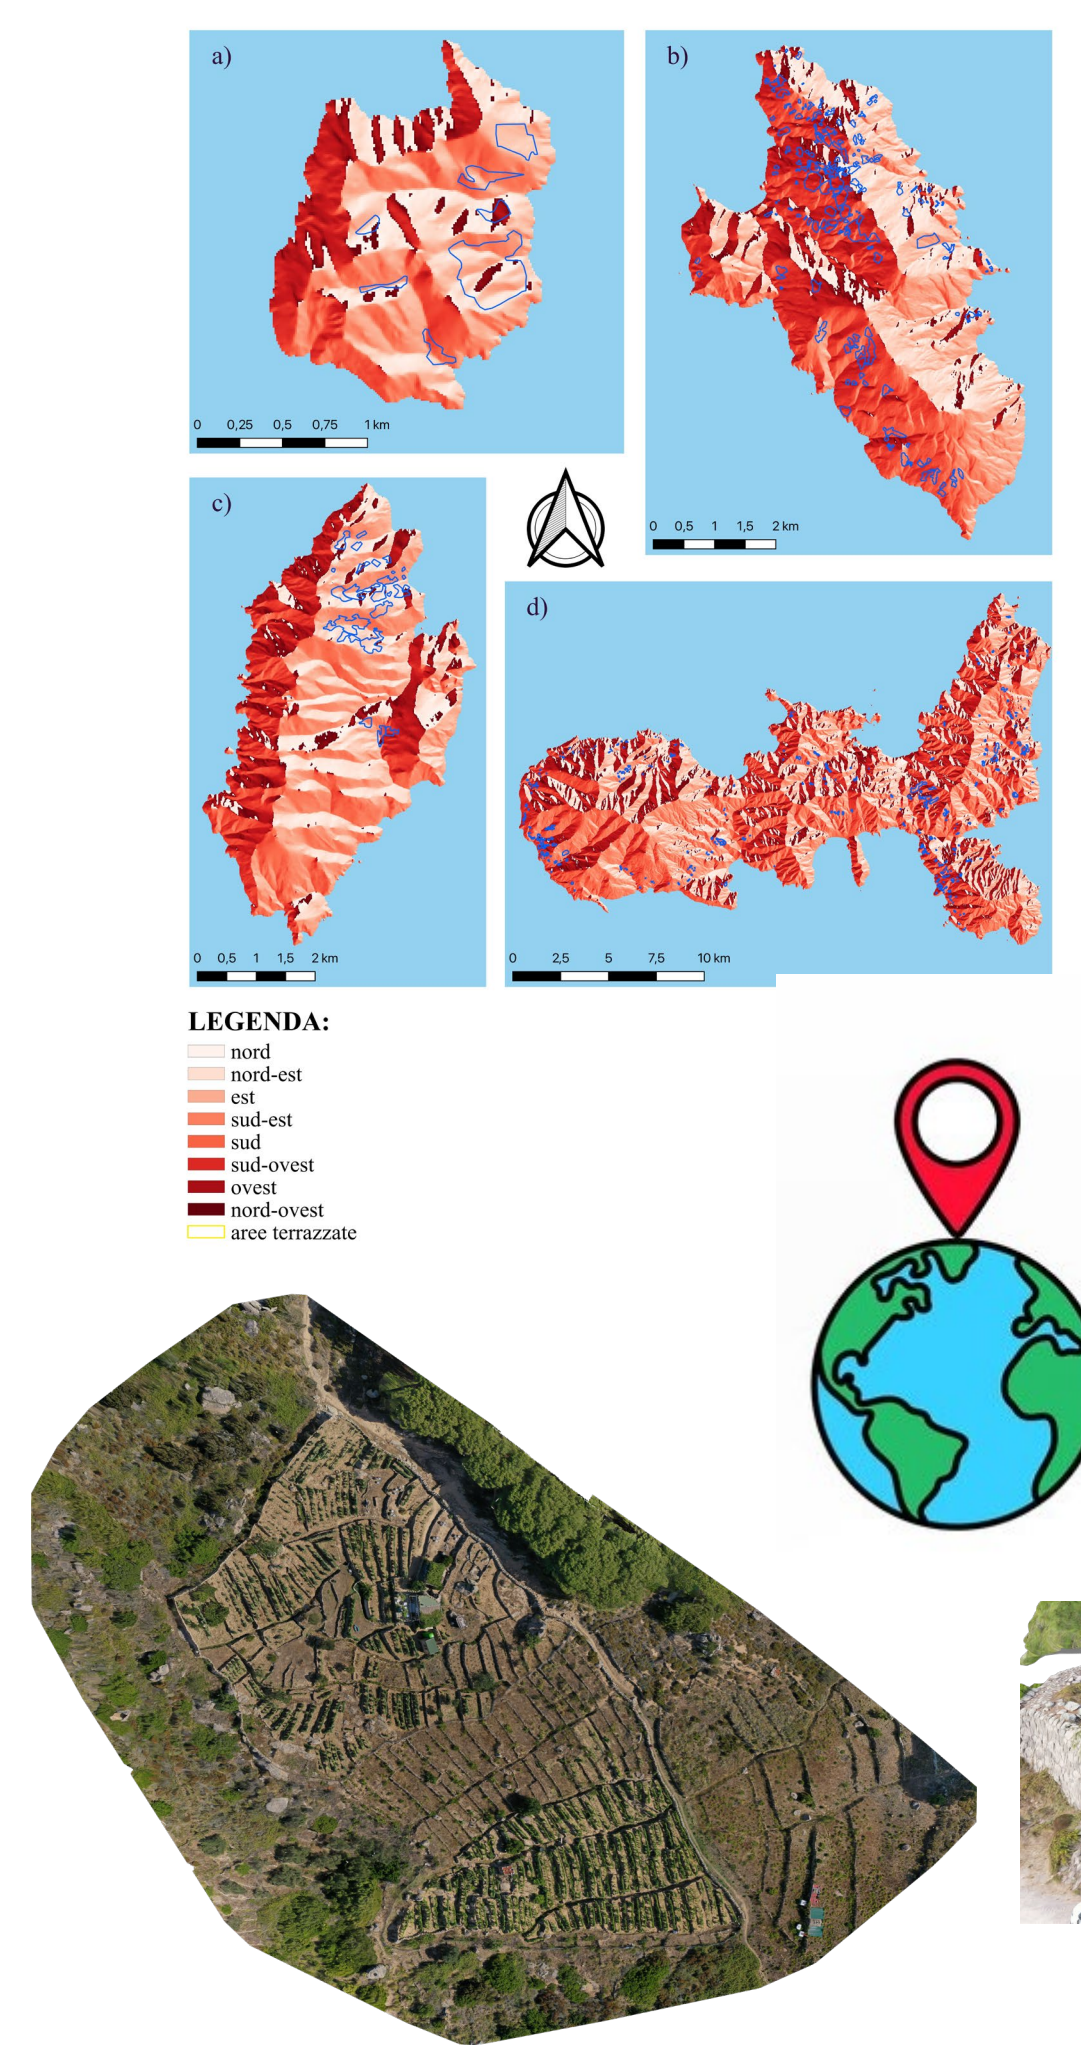 a)
0 0,25 0,5 0,75 1 km
b)
0 0,5 1 1,5 2 km
c)
0 0,5 1 1,5 2 km
d)
0 2,5 5 7,5 10 km
LEGENDA:
nord
nord-est
est
sud-est
sud
sud-ovest
ovest
nord-ovest
aree terrazzate